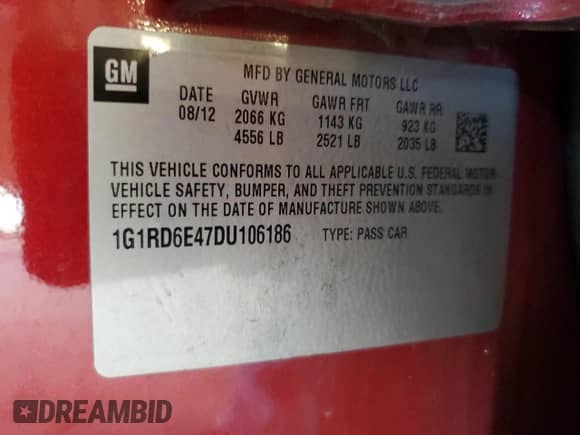 GM
MFD BY GENERAL MOTORS LLC
DATE GVWR GAWR FRT GAWR RR
08/12 2066 KG 1143 KG 923 KG
4556 LB 2521 LB 2035 LB
THIS VEHICLE CONFORMS TO ALL APPLICABLE U.S. FEDERAL MOTOR
VEHICLE SAFETY, BUMPER, AND THEFT PREVENTION STANDARDS IN
EFFECT ON THE DATE OF MANUFACTURE SHOWN ABOVE.
1G1RD6E47DU106186 TYPE: PASS CAR
DREAMBID